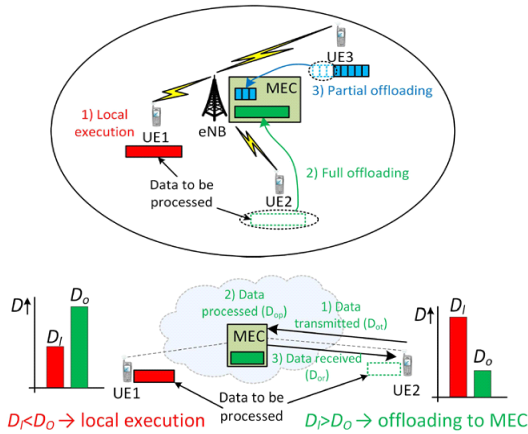 UE3
MEC
3) Partial offloading
1) Local
execution
UE1
eNB
2) Full offloading
Data to be
processed
UE2
D
Dl
Do
2) Data
processed (Dop)
1) Data
transmitted (Dot)
MEC
3) Data received
(Dor)
UE1
Data to be
processed
UE2
D
Dl
Do
Dl<DO → local execution
Dl>DO → offloading to MEC